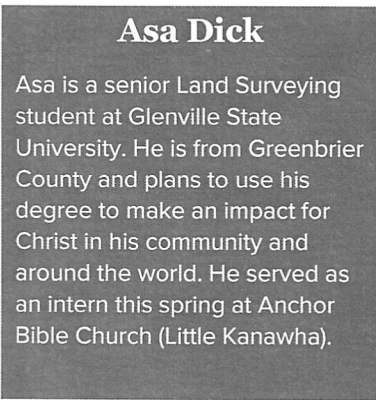 Asa Dick
Asa is a senior Land Surveying
student at Glenville State
University. He is from Greenbrier
County and plans to use his
degree to make an impact for
Christ in his community and
around the world. He served as
an intern this spring at Anchor
Bible Church (Little Kanawha).